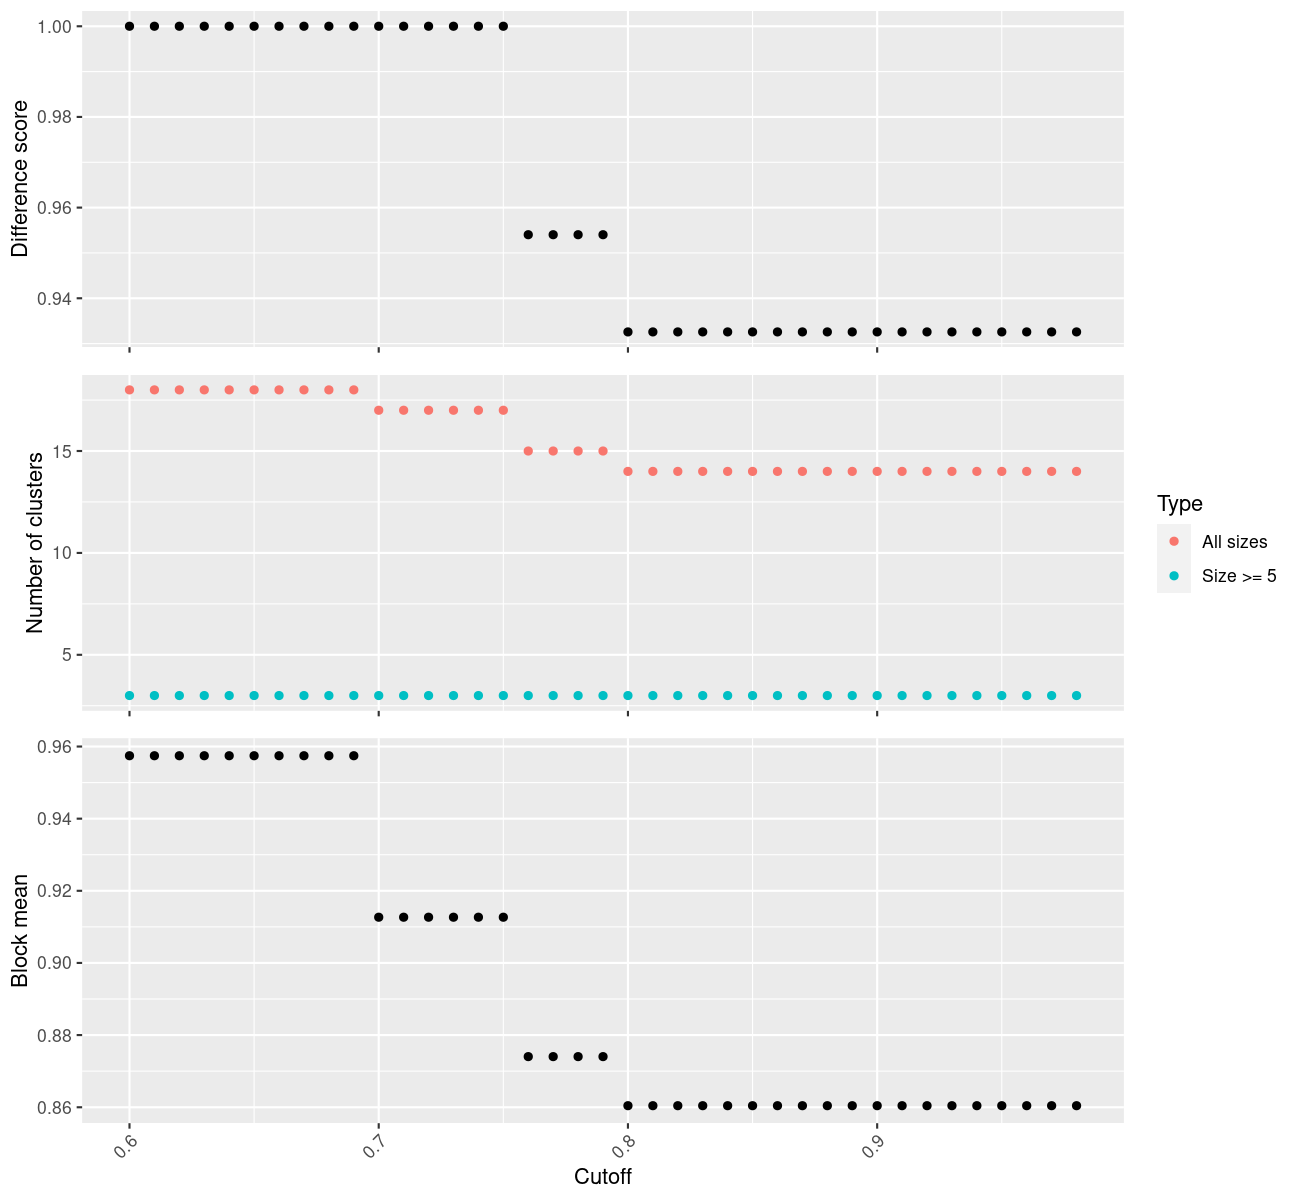 Difference score
1.00
0.98
0.96
0.94
Number of clusters
15
10
5
Type
All sizes
Size >= 5
Block mean
0.96
0.94
0.92
0.90
0.88
0.86
0.6
0.7
0.8
0.9
Cutoff